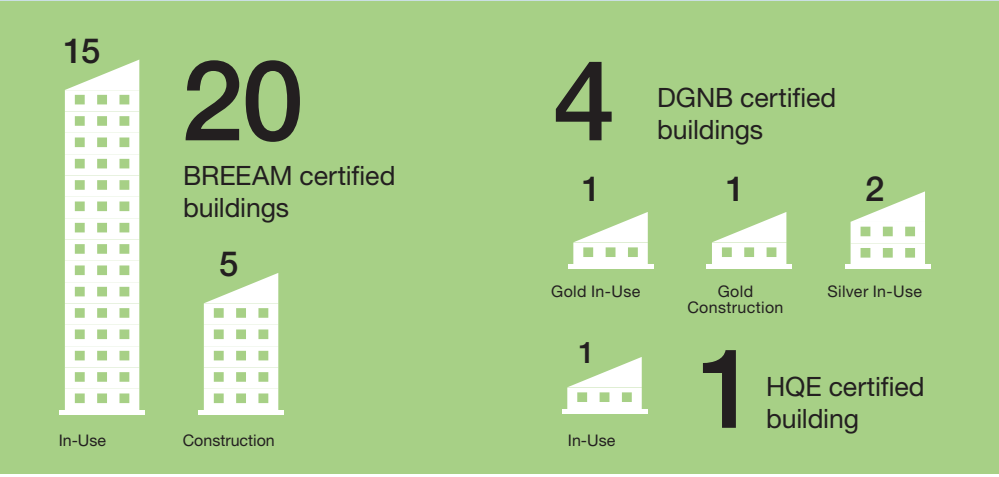 15
20
BREEAM certified
buildings
5
In-Use
Construction
4
DGNB certified
buildings
1
Gold In-Use
1
Gold
Construction
2
Silver In-Use
1
In-Use
1
HQE certified
building